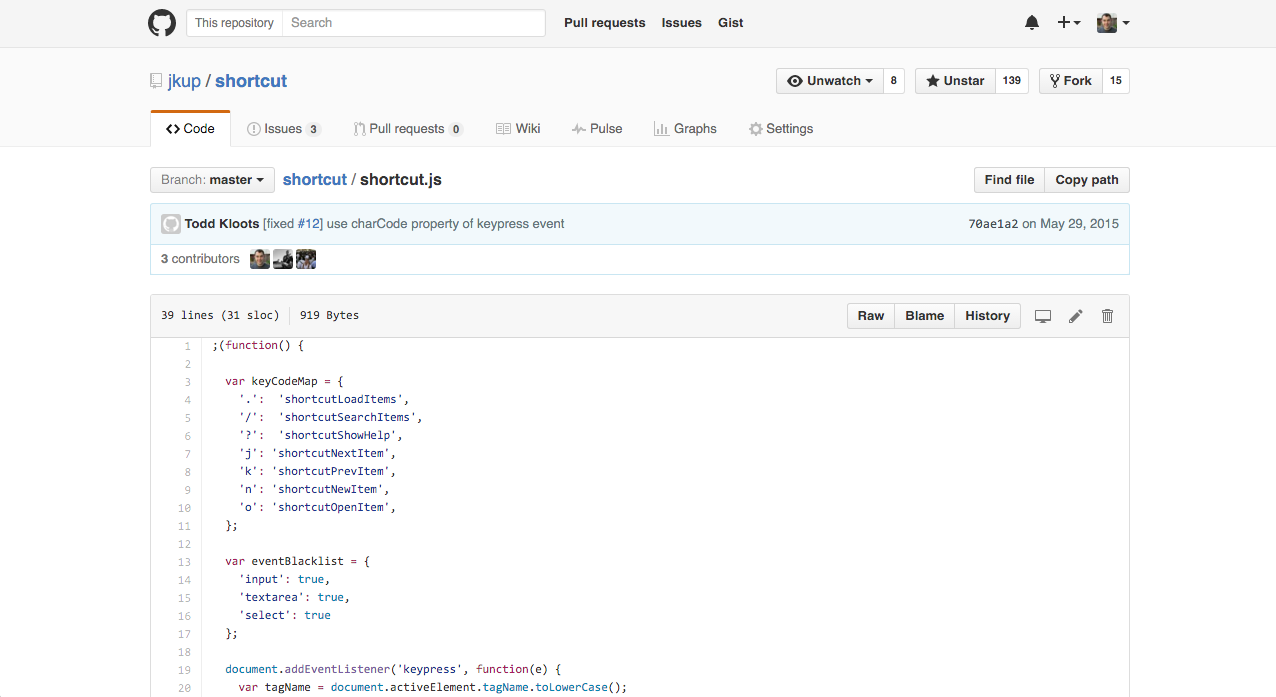 This repository Search Pull requests Issues Gist
jkup / shortcut Unwatch 8 Unstar 139 Fork 15
Code Issues 3 Pull requests 0 Wiki Pulse Graphs Settings
Branch: master shortcut / shortcut.js Find file Copy path
Todd Kloots [fixed #12] use charCode property of keypress event 70ae1a2 on May 29, 2015
3 contributors
39 lines (31 sloc) 919 Bytes Raw Blame History
1 ;(function() {
2
3 var keyCodeMap = {
4 '.': 'shortcutLoadItems',
5 '/': 'shortcutSearchItems',
6 '?': 'shortcutShowHelp',
7 'j': 'shortcutNextItem',
8 'k': 'shortcutPrevItem',
9 'n': 'shortcutNewItem',
10 'o': 'shortcutOpenItem',
11 };
12
13 var eventBlacklist = {
14 'input': true,
15 'textarea': true,
16 'select': true
17 };
18
19 document.addEventListener('keypress', function(e) {
20 var tagName = document.activeElement.tagName.toLowerCase();